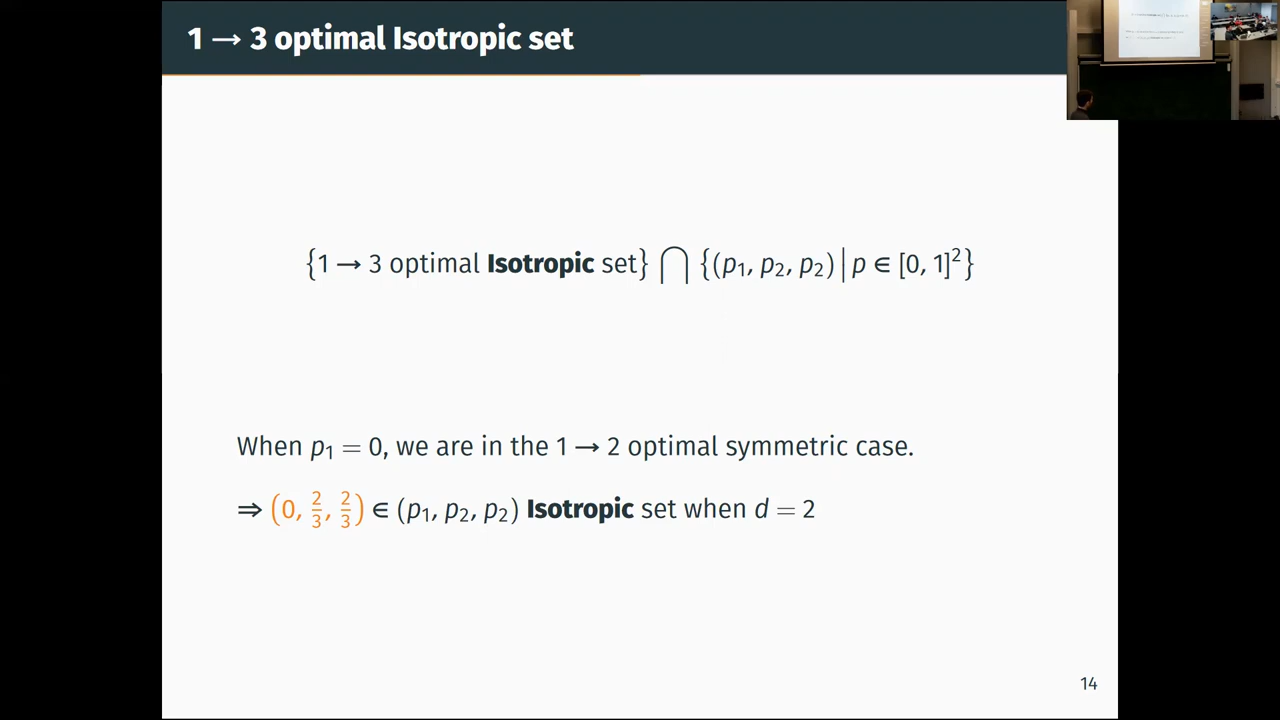 1 → 3 optimal Isotropic set
{1 → 3 optimal Isotropic set} ⋂ {(p₁, p₂, p₂) | p ∈ [0, 1]²}
When p₁ = 0, we are in the 1 → 2 optimal symmetric case.
⇒ (0, 2/3, 2/3) ∈ (p₁, p₂, p₂) Isotropic set when d = 2
14